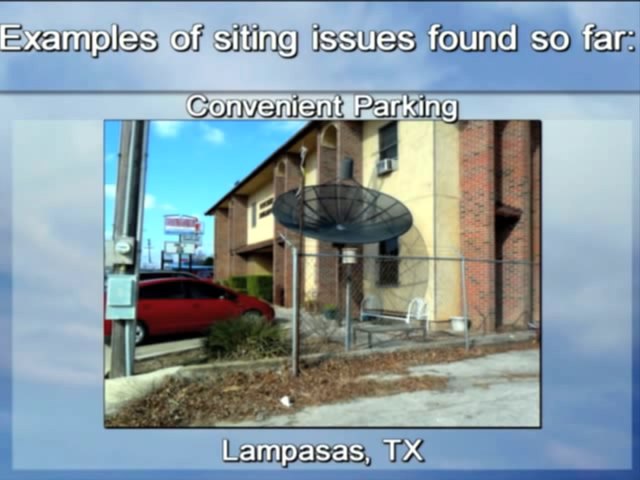 Examples of siting issues found so far:
Convenient Parking
Lampasas, TX